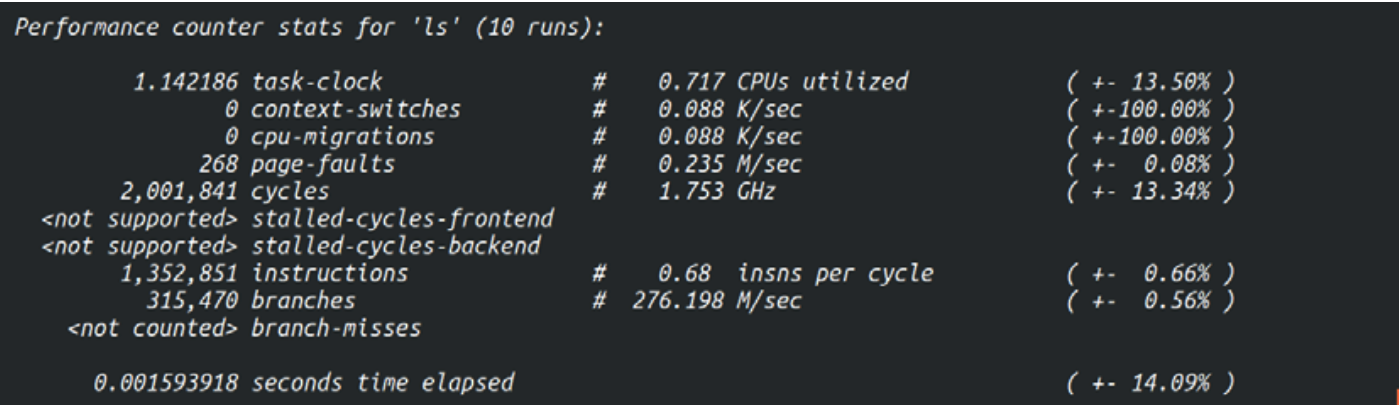 Performance counter stats for 'ls' (10 runs):
1.142186 task-clock # 0.717 CPUs utilized ( +- 13.50% )
0 context-switches # 0.088 K/sec ( +-100.00% )
0 cpu-migrations # 0.088 K/sec ( +-100.00% )
268 page-faults # 0.235 M/sec ( +- 0.08% )
2,001,841 cycles # 1.753 GHz ( +- 13.34% )
<not supported> stalled-cycles-frontend
<not supported> stalled-cycles-backend
1,352,851 instructions # 0.68 insns per cycle ( +- 0.66% )
315,470 branches # 276.198 M/sec ( +- 0.56% )
<not counted> branch-misses
0.001593918 seconds time elapsed ( +- 14.09% )